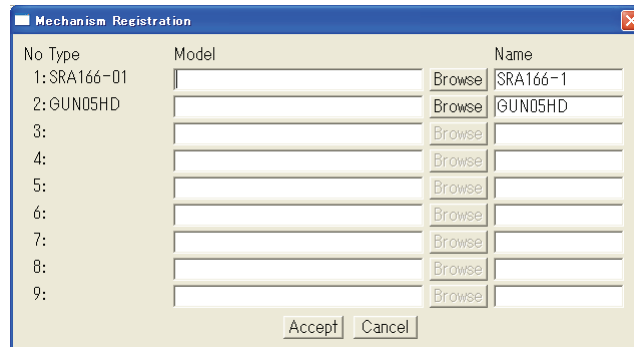 Mechanism Registration
No Type Model Name
1: SRA166-01 Browse SRA166-1
2: GUN05HD Browse GUN05HD
3: Browse
4: Browse
5: Browse
6: Browse
7: Browse
8: Browse
9: Browse
Accept Cancel